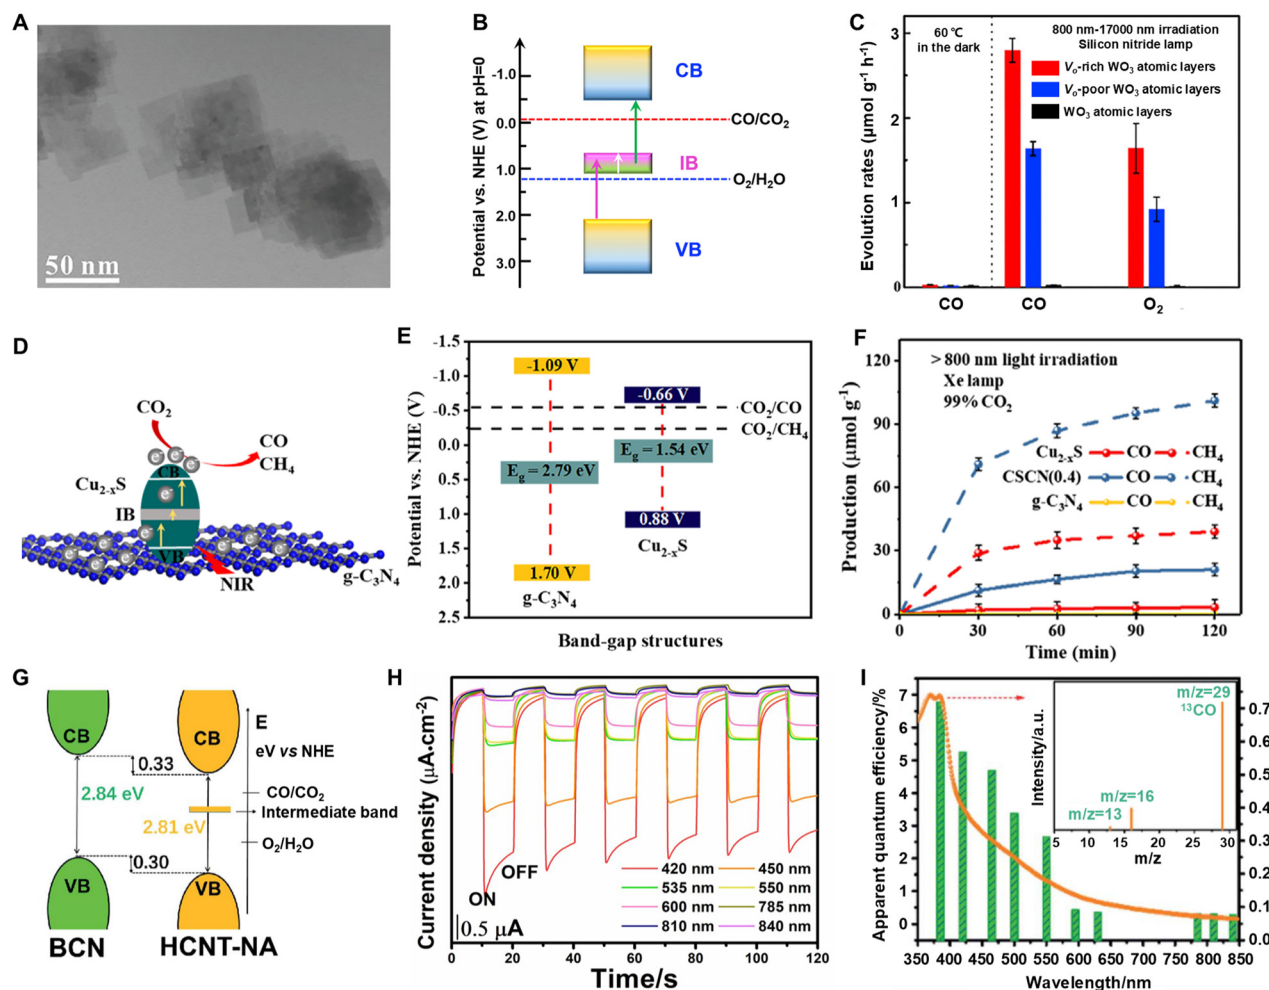 A
50 nm
B
Potential vs. NHE (V) at pH=0
-1.0
0.0
1.0
2.0
3.0
CB
CO/CO₂
IB
O₂/H₂O
VB
C
Evolution rates (μmol g⁻¹ h⁻¹)
3
2
1
0
60 ℃
in the dark
800 nm-17000 nm irradiation
Silicon nitride lamp
Vₒ-rich WO₃ atomic layers
Vₒ-poor WO₃ atomic layers
WO₃ atomic layers
CO
CO
O₂
D
CO₂
CO
CH₄
Cu₂₋ₓS
CB
e⁻
IB
VB
NIR
g-C₃N₄
E
Potential vs. NHE (V)
-1.5
-1.0
-0.5
0.0
0.5
1.0
1.5
2.0
2.5
-1.09 V
-0.66 V
CO₂/CO
CO₂/CH₄
E_g = 2.79 eV
E_g = 1.54 eV
0.88 V
Cu₂₋ₓS
1.70 V
g-C₃N₄
Band-gap structures
F
Production (μmol g⁻¹)
120
90
60
30
0
> 800 nm light irradiation
Xe lamp
99% CO₂
Cu₂₋ₓS CO CH₄
CSCN(0.4) CO CH₄
g-C₃N₄ CO CH₄
0 30 60 90 120
Time (min)
G
CB
CB
E
eV vs NHE
0.33
2.84 eV
CO/CO₂
Intermediate band
2.81 eV
O₂/H₂O
0.30
VB
VB
BCN
HCNT-NA
H
Current density (μA·cm⁻²)
ON
OFF
0.5 μA
420 nm 450 nm
535 nm 550 nm
600 nm 785 nm
810 nm 840 nm
0 20 40 60 80 100 120
Time/s
I
Apparent quantum efficiency/%
7
6
5
4
3
2
1
0
Intensity/a.u.
m/z=29
¹³CO
m/z=16
m/z=13
5 10 15 20 25 30
m/z
0.7
0.6
0.5
0.4
0.3
0.2
0.1
0.0
350 400 450 500 550 600 650 700 750 800 850
Wavelength/nm